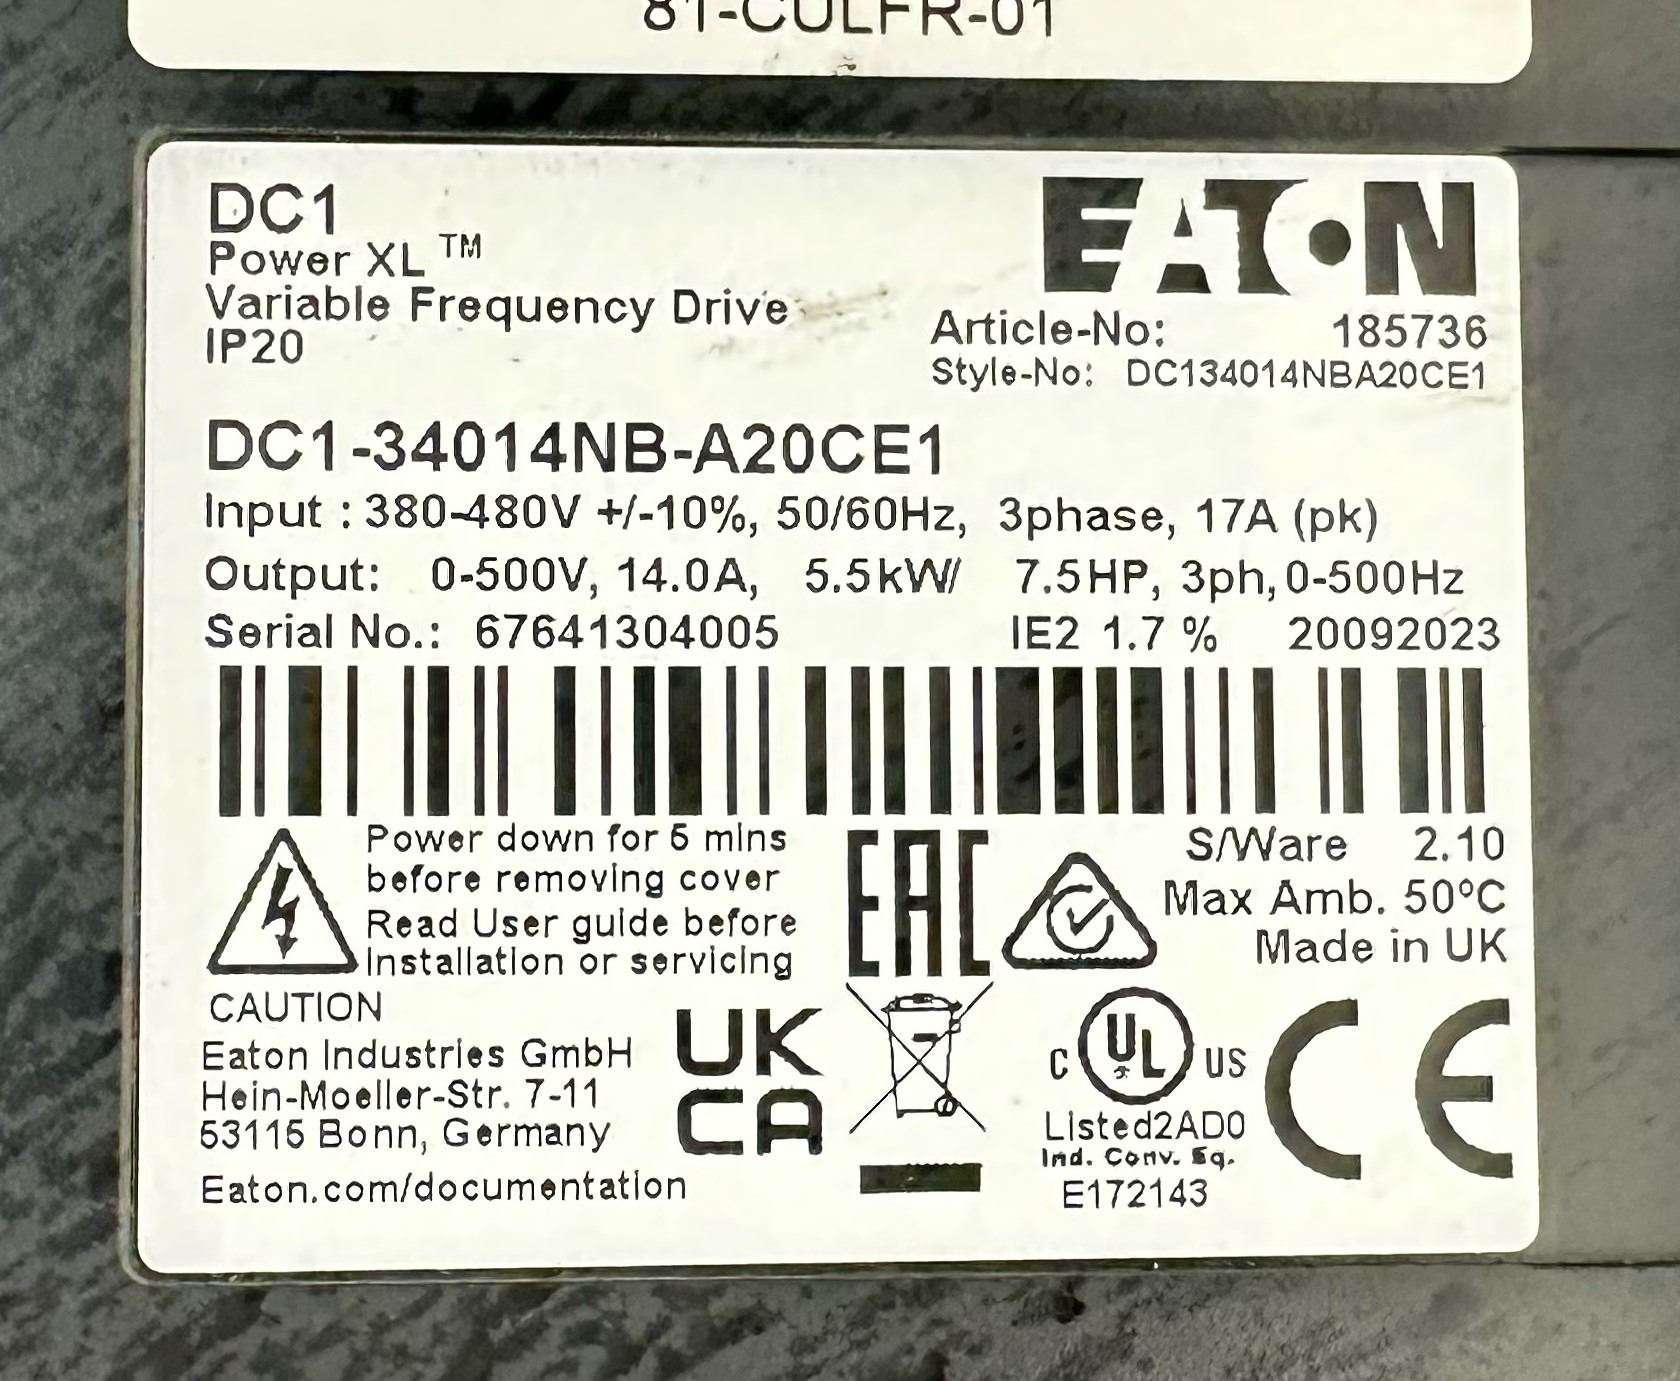 81-CULFR-01
DC1
Power XL™
Variable Frequency Drive
IP20
EATON
Article-No: 185736
Style-No: DC134014NBA20CE1
DC1-34014NB-A20CE1
Input : 380-480V +/-10%, 50/60Hz, 3phase, 17A (pk)
Output: 0-500V, 14.0A, 5.5kW/ 7.5HP, 3ph, 0-500Hz
Serial No.: 67641304005 IE2 1.7 % 20092023
Power down for 5 mins
before removing cover
Read User guide before
installation or servicing
CAUTION
EAC
S/Ware 2.10
Max Amb. 50°C
Made in UK
Eaton Industries GmbH
Hein-Moeller-Str. 7-11
53115 Bonn, Germany
Eaton.com/documentation
UK
CA
C UL US
Listed2AD0
Ind. Conv. Eq.
E172143
CE